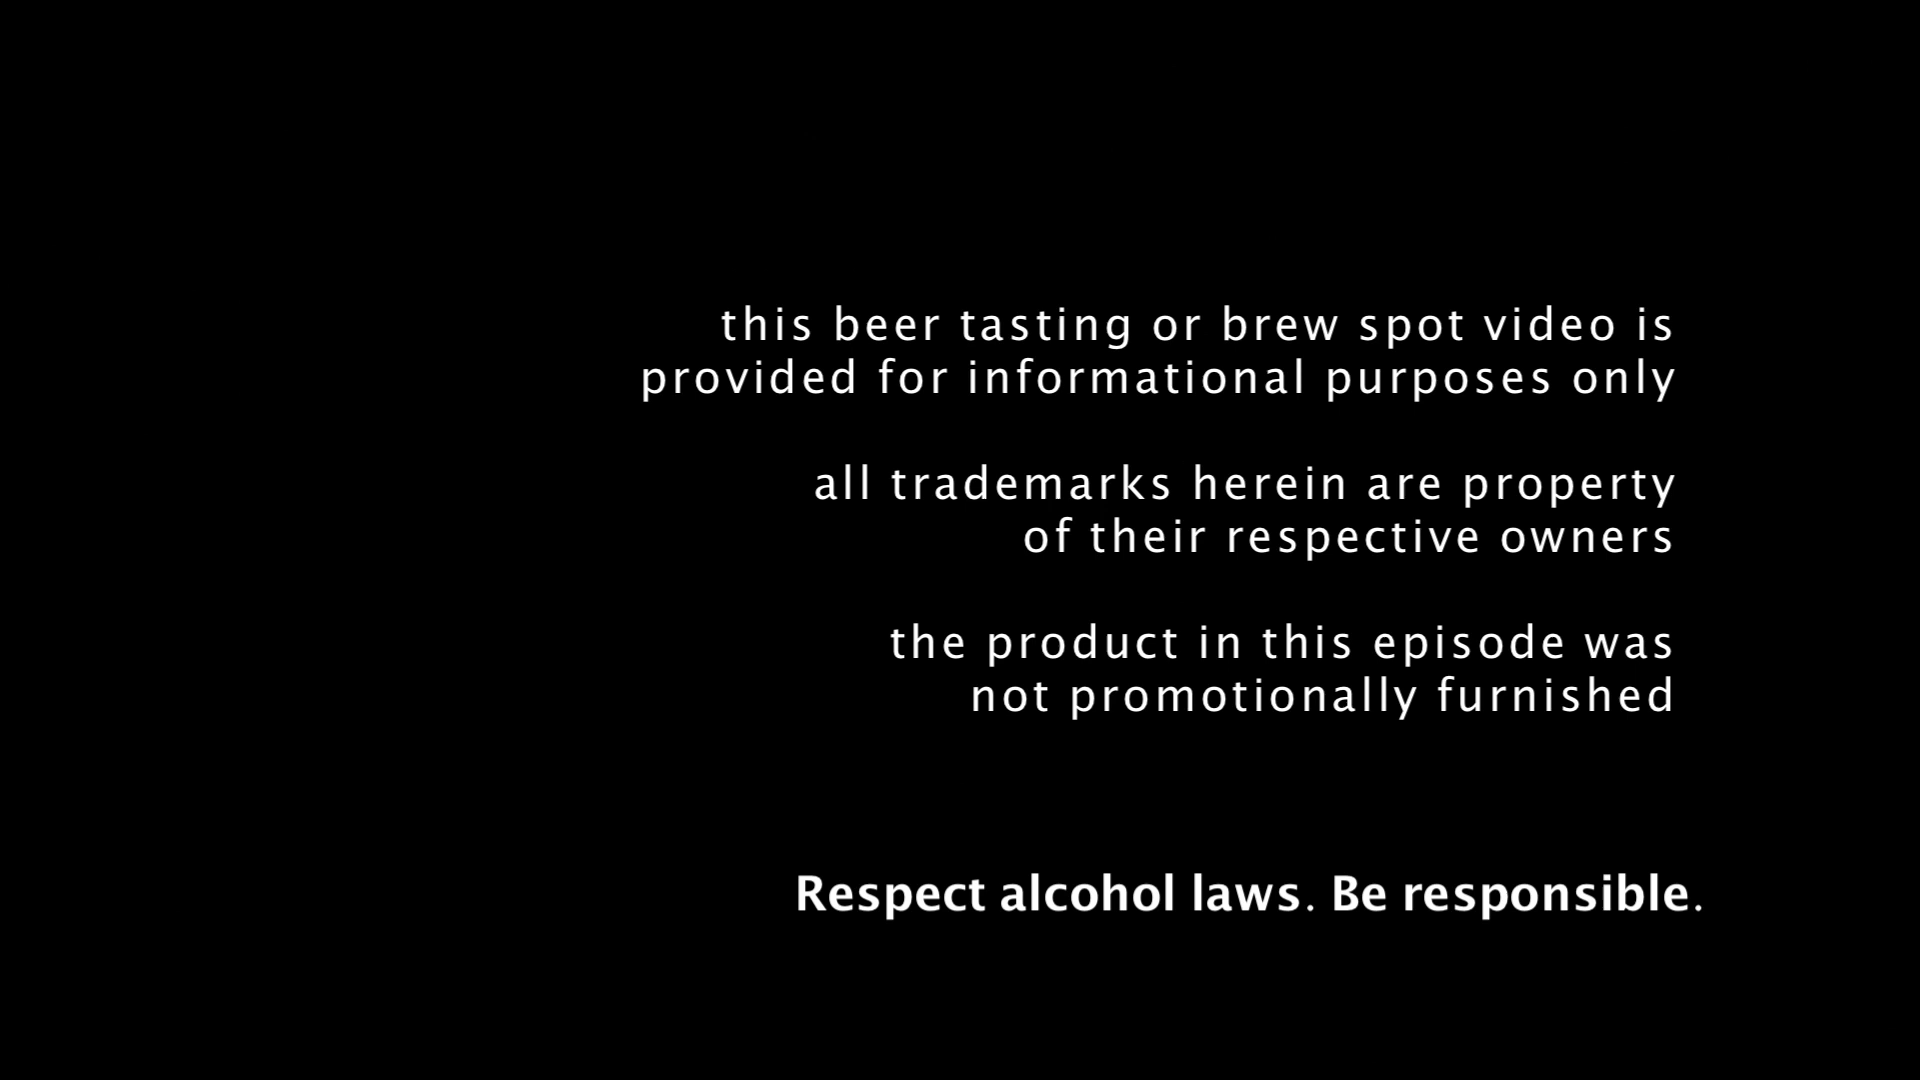 this beer tasting or brew spot video is
provided for informational purposes only
all trademarks herein are property
of their respective owners
the product in this episode was
not promotionally furnished
Respect alcohol laws. Be responsible.